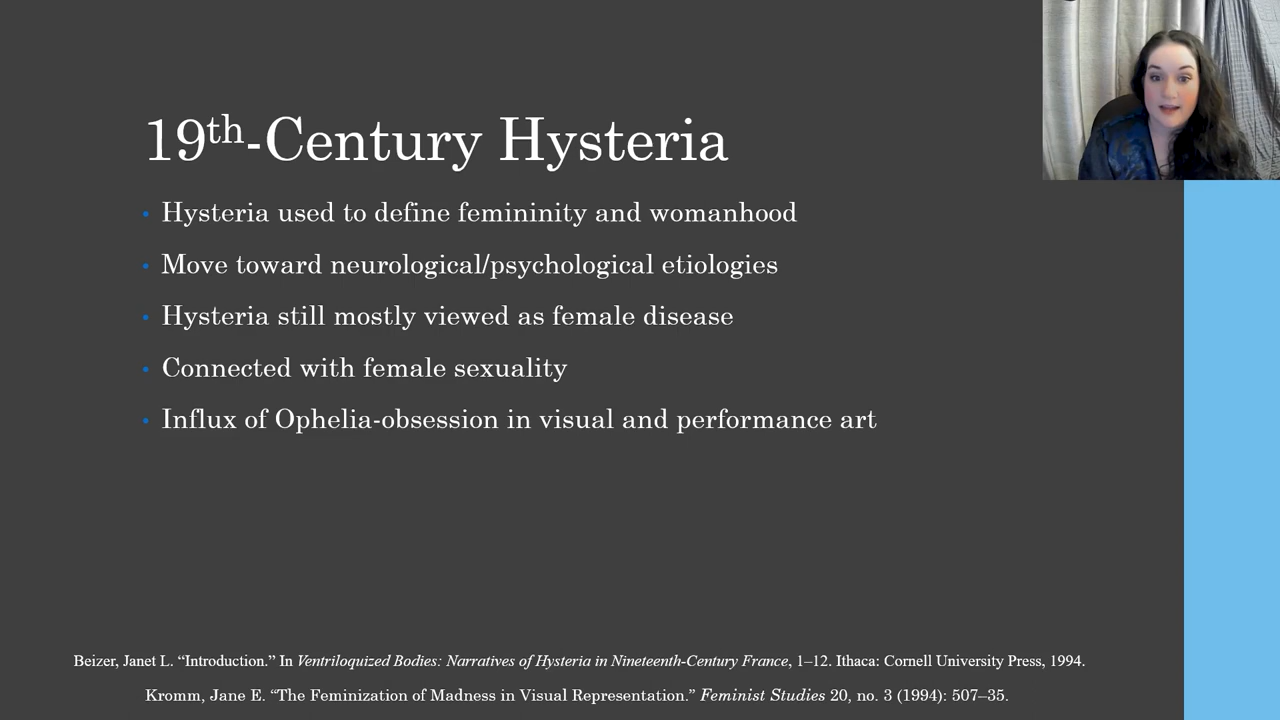 19th-Century Hysteria
• Hysteria used to define femininity and womanhood
• Move toward neurological/psychological etiologies
• Hysteria still mostly viewed as female disease
• Connected with female sexuality
• Influx of Ophelia-obsession in visual and performance art
Beizer, Janet L. “Introduction.” In Ventriloquized Bodies: Narratives of Hysteria in Nineteenth-Century France, 1–12. Ithaca: Cornell University Press, 1994.
Kromm, Jane E. “The Feminization of Madness in Visual Representation.” Feminist Studies 20, no. 3 (1994): 507–35.